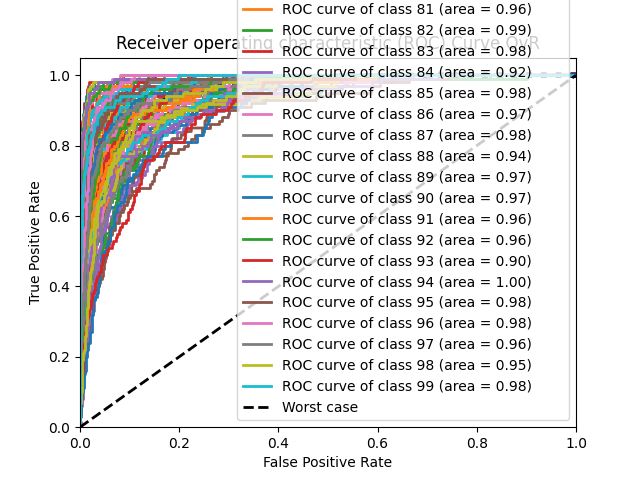 ROC curve of class 81 (area = 0.96)
ROC curve of class 82 (area = 0.99)
Receiver operating characteristic (ROC) Curve OvR
ROC curve of class 83 (area = 0.98)
ROC curve of class 84 (area = 0.92)
ROC curve of class 85 (area = 0.98)
ROC curve of class 86 (area = 0.97)
ROC curve of class 87 (area = 0.98)
ROC curve of class 88 (area = 0.94)
ROC curve of class 89 (area = 0.97)
ROC curve of class 90 (area = 0.97)
ROC curve of class 91 (area = 0.96)
ROC curve of class 92 (area = 0.96)
ROC curve of class 93 (area = 0.90)
ROC curve of class 94 (area = 1.00)
ROC curve of class 95 (area = 0.98)
ROC curve of class 96 (area = 0.98)
ROC curve of class 97 (area = 0.96)
ROC curve of class 98 (area = 0.95)
ROC curve of class 99 (area = 0.98)
Worst case
True Positive Rate
1.0
0.8
0.6
0.4
0.2
0.0
0.0 0.2 0.4 0.6 0.8 1.0
False Positive Rate